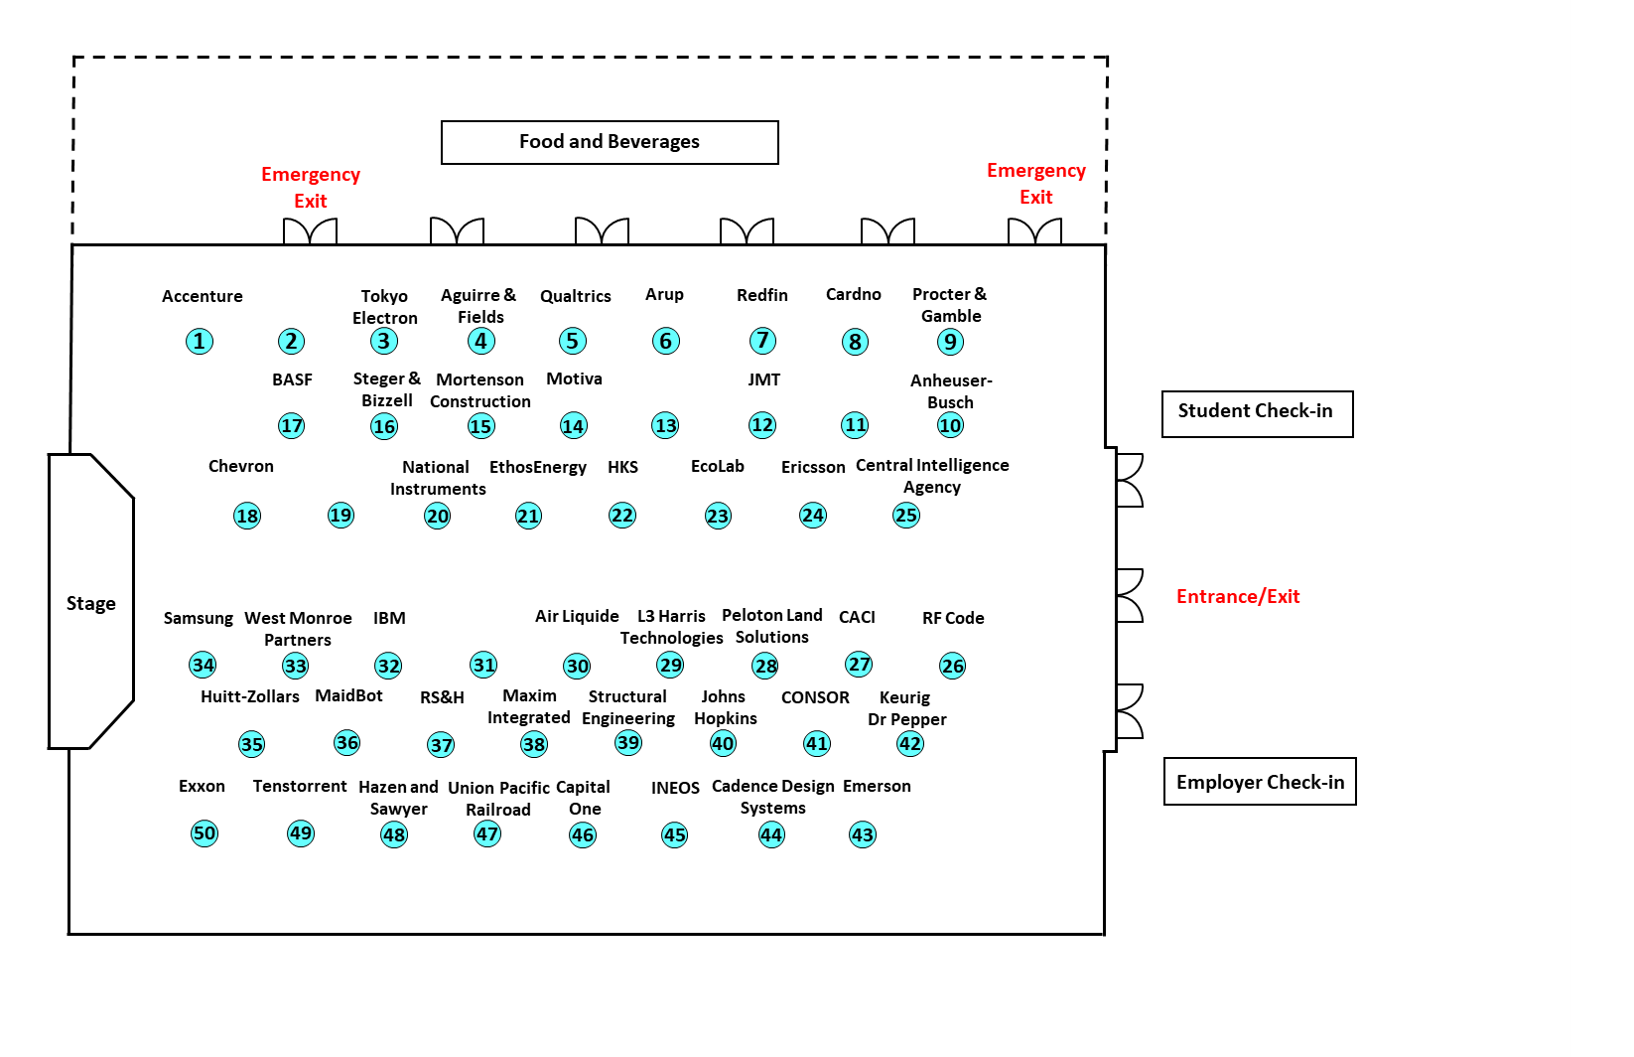 Food and Beverages
Emergency
Exit
Emergency
Exit
Accenture
Tokyo
Electron
Aguirre &
Fields
Qualtrics
Arup
Redfin
Cardno
Procter &
Gamble
1 2 3 4 5 6 7 8 9
BASF
Steger &
Bizzell
Mortenson
Construction
Motiva
JMT
Anheuser-
Busch
17 16 15 14 13 12 11 10
Student Check-in
Chevron
National
Instruments
EthosEnergy
HKS
EcoLab
Ericsson
Central Intelligence
Agency
18 19 20 21 22 23 24 25
Stage
Entrance/Exit
Samsung
West Monroe
Partners
IBM
Air Liquide
L3 Harris
Technologies
Peloton Land
Solutions
CACI
RF Code
34 33 32 31 30 29 28 27 26
Huitt-Zollars
MaidBot
RS&H
Maxim
Integrated
Structural
Engineering
Johns
Hopkins
CONSOR
Keurig
Dr Pepper
35 36 37 38 39 40 41 42
Employer Check-in
Exxon
Tenstorrent
Hazen and
Sawyer
Union Pacific
Railroad
Capital
One
INEOS
Cadence Design
Systems
Emerson
50 49 48 47 46 45 44 43